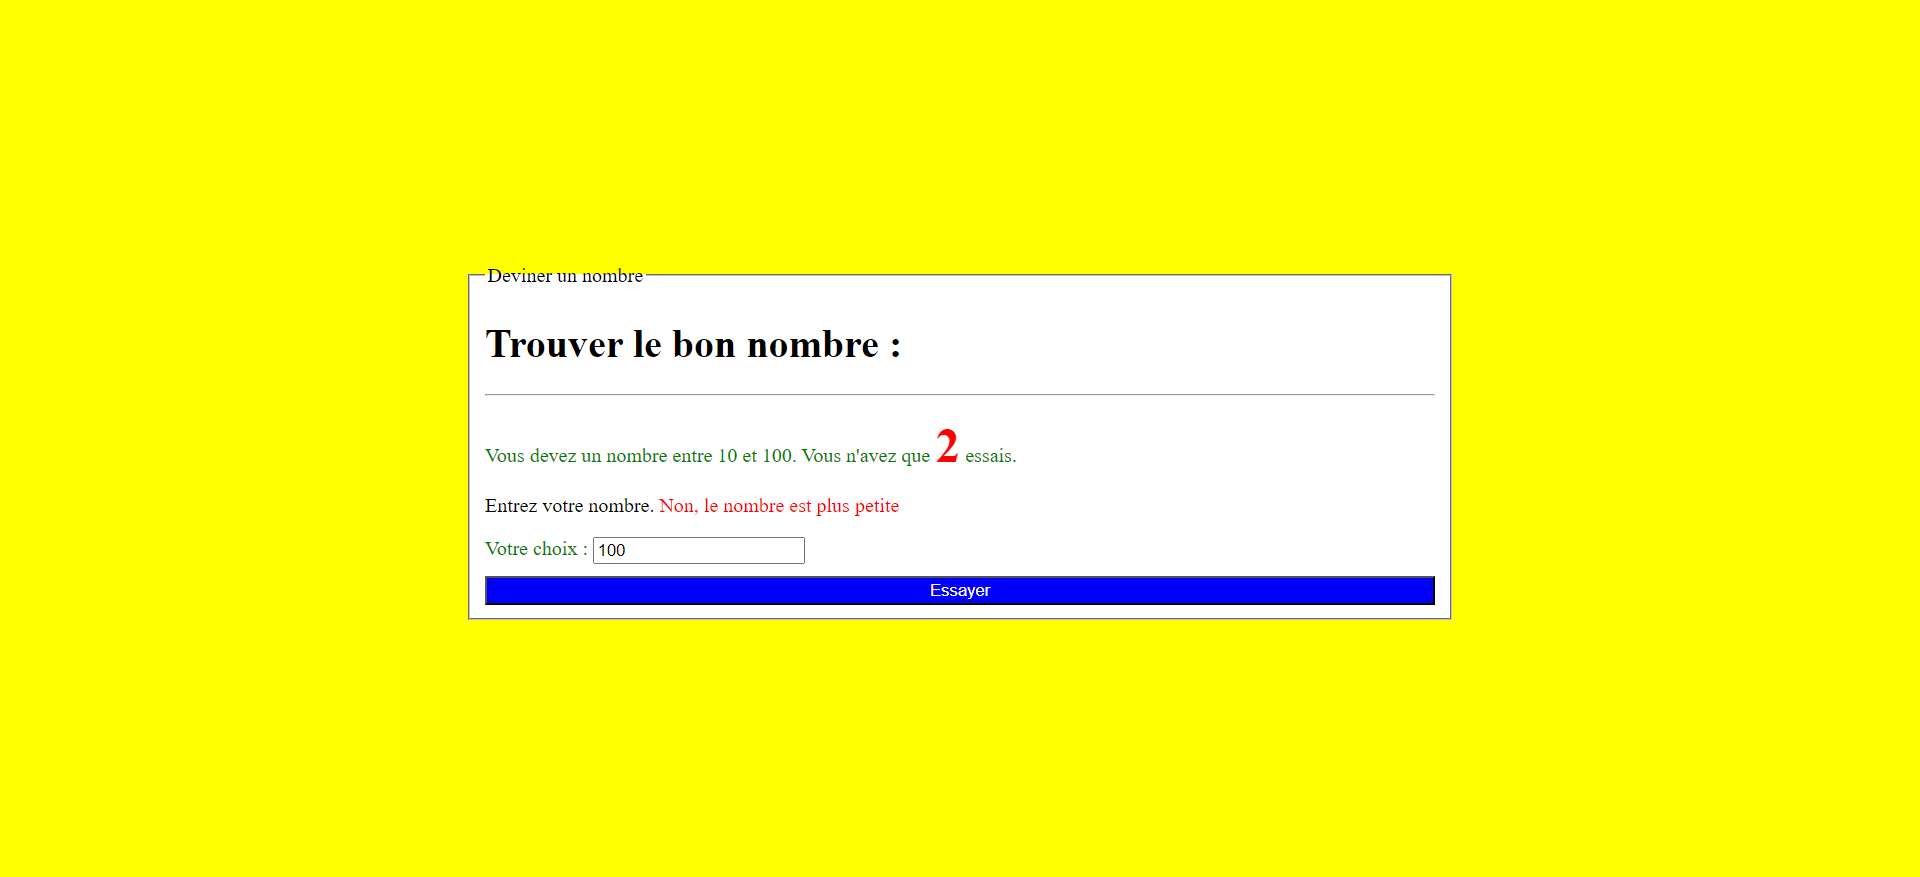 Deviner un nombre
Trouver le bon nombre :
Vous devez un nombre entre 10 et 100. Vous n'avez que 2 essais.
Entrez votre nombre. Non, le nombre est plus petite
Votre choix : 100
Essayer